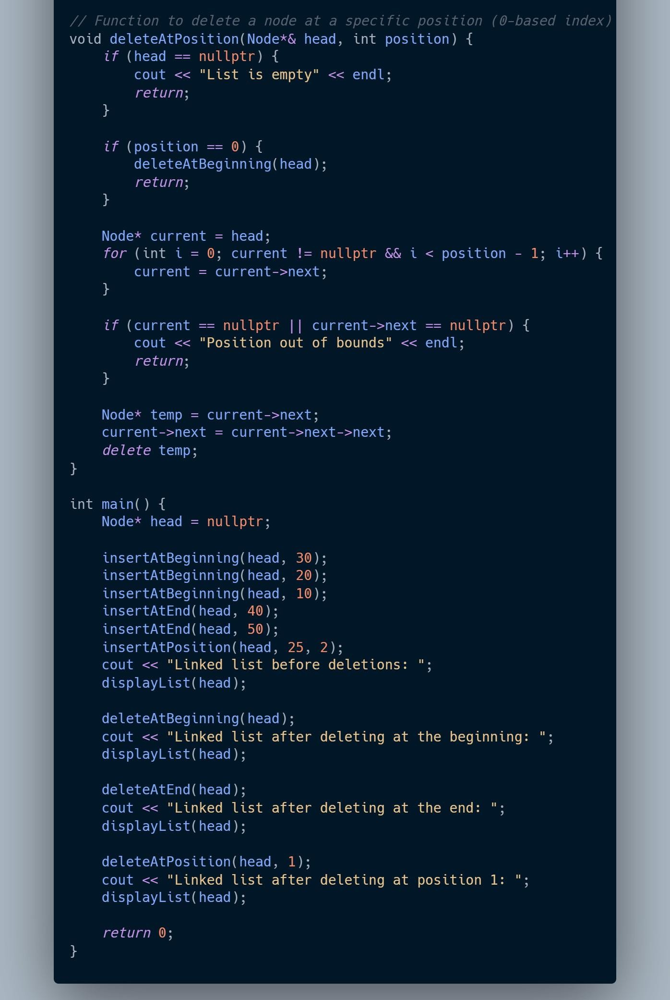 // Function to delete a node at a specific position (0-based index)
void deleteAtPosition(Node*& head, int position) {
    if (head == nullptr) {
        cout << "List is empty" << endl;
        return;
    }

    if (position == 0) {
        deleteAtBeginning(head);
        return;
    }

    Node* current = head;
    for (int i = 0; current != nullptr && i < position - 1; i++) {
        current = current->next;
    }

    if (current == nullptr || current->next == nullptr) {
        cout << "Position out of bounds" << endl;
        return;
    }

    Node* temp = current->next;
    current->next = current->next->next;
    delete temp;
}

int main() {
    Node* head = nullptr;

    insertAtBeginning(head, 30);
    insertAtBeginning(head, 20);
    insertAtBeginning(head, 10);
    insertAtEnd(head, 40);
    insertAtEnd(head, 50);
    insertAtPosition(head, 25, 2);
    cout << "Linked list before deletions: ";
    displayList(head);

    deleteAtBeginning(head);
    cout << "Linked list after deleting at the beginning: ";
    displayList(head);

    deleteAtEnd(head);
    cout << "Linked list after deleting at the end: ";
    displayList(head);

    deleteAtPosition(head, 1);
    cout << "Linked list after deleting at position 1: ";
    displayList(head);

    return 0;
}